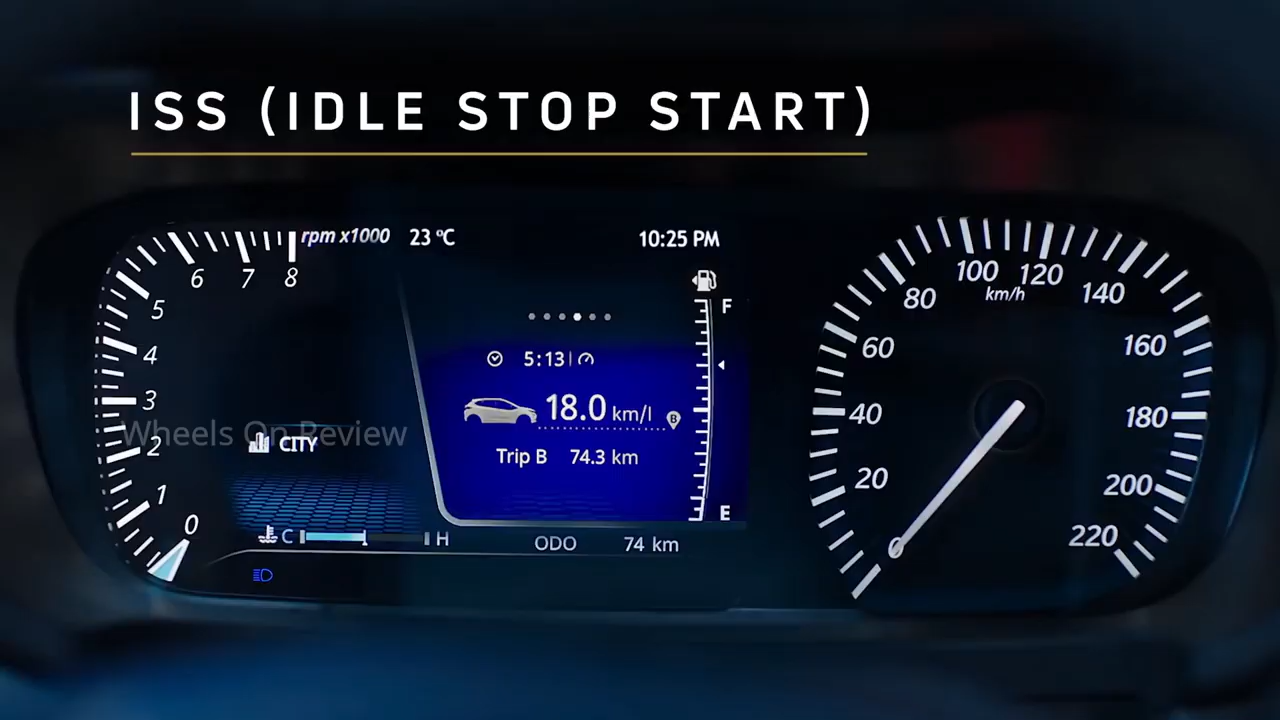 ISS (IDLE STOP START)
rpm x1000 23 ºC 10:25 PM
8
7
6
5
4
3
2
1
0
CITY
C H
F
5:13
18.0 km/l
B
Trip B 74.3 km
E
ODO 74 km
0
20
40
60
80
100
120
140
160
180
200
220
km/h
Wheels On Review